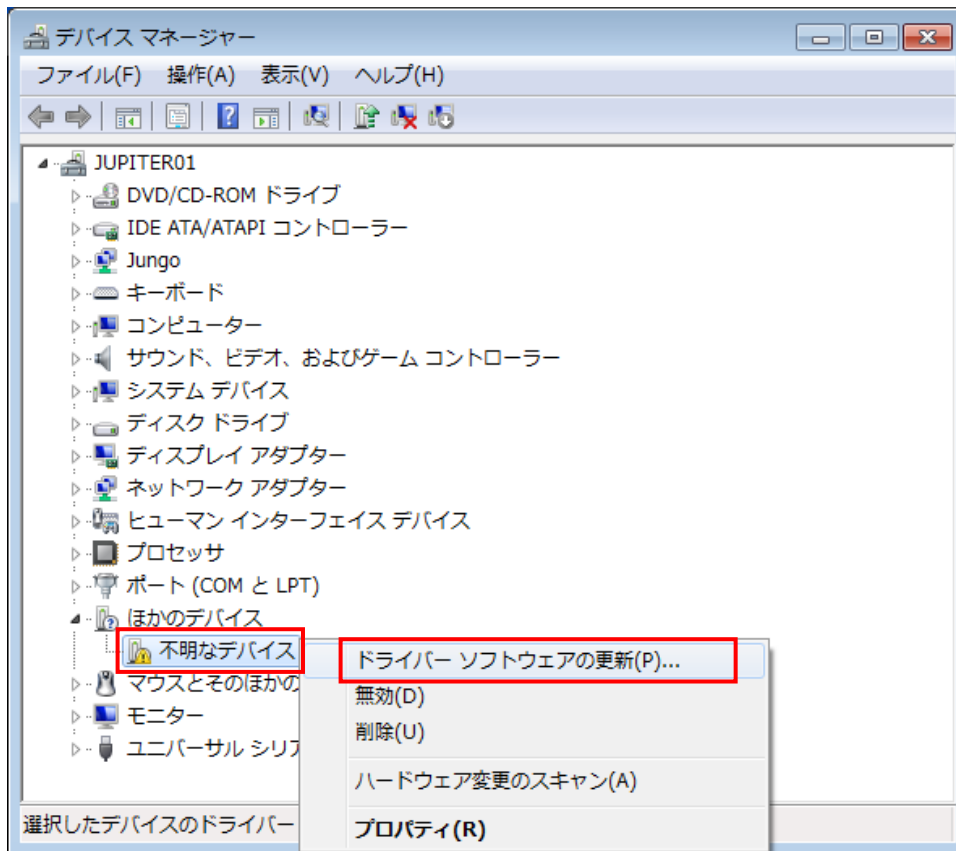 デバイス マネージャー
ファイル(F) 操作(A) 表示(V) ヘルプ(H)
JUPITER01
DVD/CD-ROM ドライブ
IDE ATA/ATAPI コントローラー
Jungo
キーボード
コンピューター
サウンド、ビデオ、およびゲーム コントローラー
システム デバイス
ディスク ドライブ
ディスプレイ アダプター
ネットワーク アダプター
ヒューマン インターフェイス デバイス
プロセッサ
ポート (COM と LPT)
ほかのデバイス
不明なデバイス
ドライバー ソフトウェアの更新(P)...
マウスとそのほかの
無効(D)
モニター
削除(U)
ユニバーサル シリア
ハードウェア変更のスキャン(A)
選択したデバイスのドライバー
プロパティ(R)